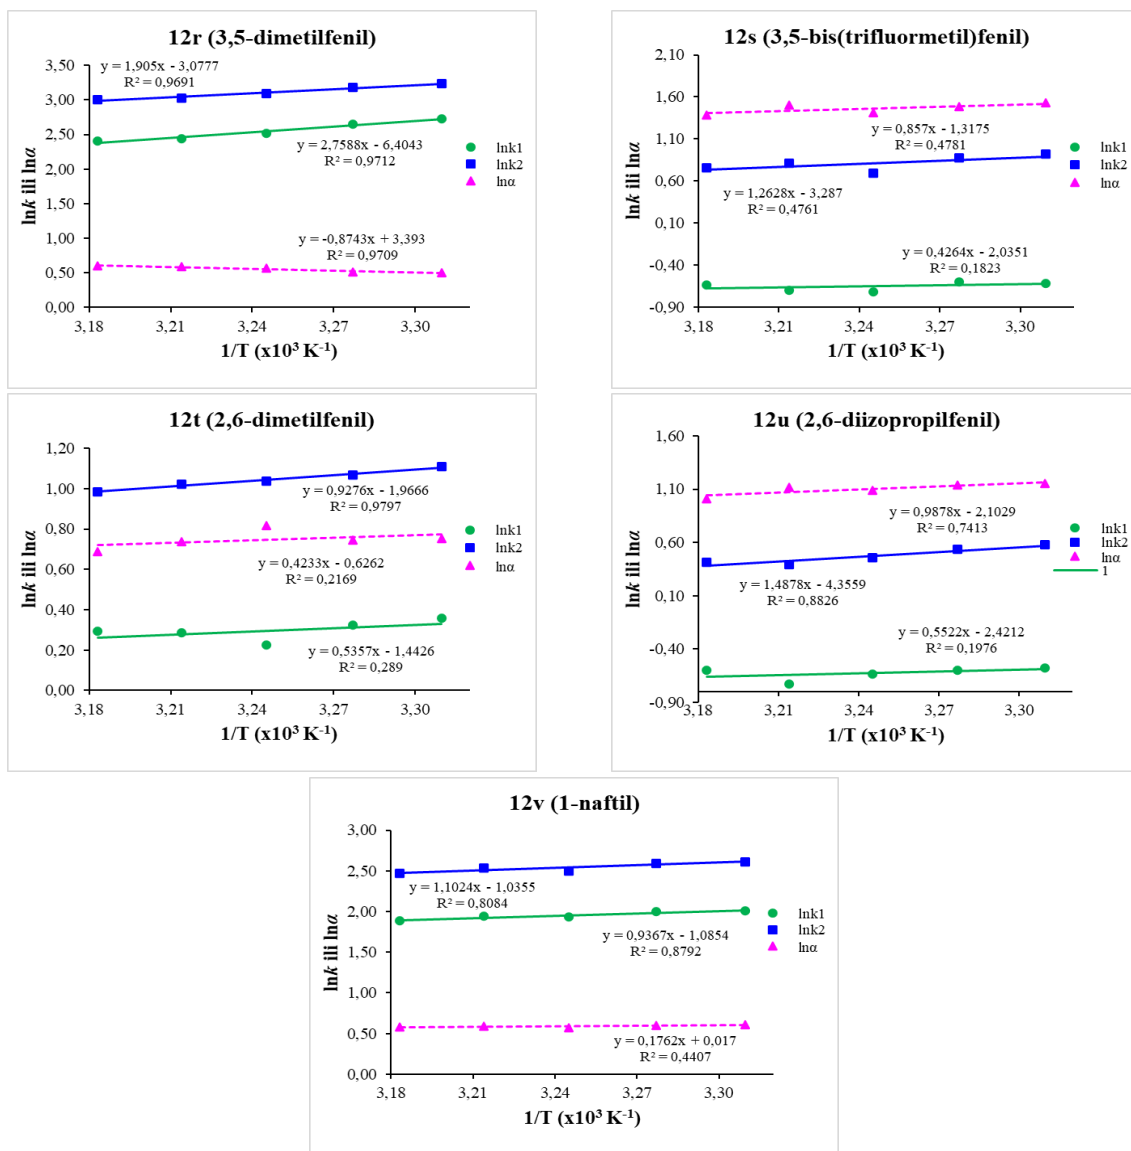 12r (3,5-dimetilfenil)
y = 1,905x - 3,0777
R² = 0,9691
y = 2,7588x - 6,4043
R² = 0,9712
y = -0,8743x + 3,393
R² = 0,9709
3,50
3,00
2,50
2,00
1,50
1,00
0,50
0,00
3,18 3,21 3,24 3,27 3,30
lnk ili lnα
1/T (x10³ K⁻¹)
lnk1
lnk2
lnα
12s (3,5-bis(trifluormetil)fenil)
0,857x - 1,3175
0,4781
y = 1,2628x - 3,287
R² = 0,4761
y = 0,4264x - 2,0351
R² = 0,1823
2,10
1,60
1,10
0,60
0,10
-0,40
-0,90
3,18 3,21 3,24 3,27 3,30
lnk ili lnα
1/T (x10³ K⁻¹)
lnk1
lnk2
lnα
12t (2,6-dimetilfenil)
y = 0,9276x - 1,9666
R² = 0,9797
0,4233x - 0,6262
R² = 0,2169
y = 0,5357x - 1,4426
R² = 0,289
1,20
1,00
0,80
0,60
0,40
0,20
0,00
3,18 3,21 3,24 3,27 3,30
lnk ili lnα
1/T (x10³ K⁻¹)
lnk1
lnk2
lnα
12u (2,6-diizopropilfenil)
0,9878x - 2,1029
R² = 0,7413
y = 1,4878x - 4,3559
R² = 0,8826
y = 0,5522x - 2,4212
R² = 0,1976
1,60
1,10
0,60
0,10
-0,40
-0,90
3,18 3,21 3,24 3,27 3,30
lnk ili lnα
1/T (x10³ K⁻¹)
lnk1
lnk2
lnα
1
12v (1-naftil)
y = 1,1024x - 1,0355
R² = 0,8084
y = 0,9367x - 1,0854
R² = 0,8792
y = 0,1762x + 0,017
R² = 0,4407
3,00
2,50
2,00
1,50
1,00
0,50
0,00
3,18 3,21 3,24 3,27 3,30
lnk ili lnα
1/T (x10³ K⁻¹)
lnk1
lnk2
lnα